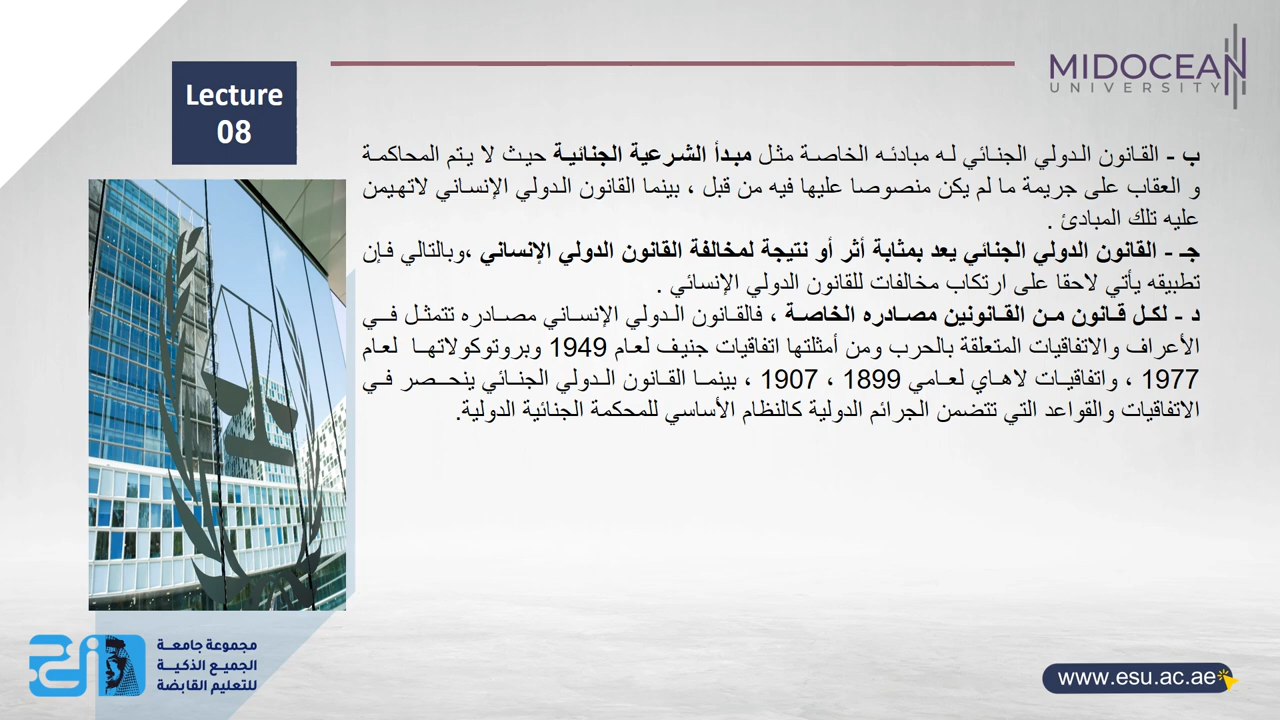 Lecture
08
MIDOCEAN
UNIVERSITY
ب - القانون الدولي الجنائي له مبادئه الخاصة مثل مبدأ الشرعية الجنائية حيث لا يتم المحاكمة
و العقاب على جريمة ما لم يكن منصوصا عليها فيه من قبل ، بينما القانون الدولي الإنساني لاتهيمن
عليه تلك المبادئ .
جـ - القانون الدولي الجنائي يعد بمثابة أثر أو نتيجة لمخالفة القانون الدولي الإنساني ،وبالتالي فإن
تطبيقه يأتي لاحقا على ارتكاب مخالفات للقانون الدولي الإنسائي .
د - لكل قانون من القانونين مصادره الخاصة ، فالقانون الدولي الإنساني مصادره تتمثل في
الأعراف والاتفاقيات المتعلقة بالحرب ومن أمثلتها اتفاقيات جنيف لعام 1949 وبروتوكولاتها لعام
1977 ، واتفاقيات لاهاي لعامي 1899 ، 1907 ، بينما القانون الدولي الجنائي ينحصر في
الاتفاقيات والقواعد التي تتضمن الجرائم الدولية كالنظام الأساسي للمحكمة الجنائية الدولية.
مجموعة جامعة
الجميع الذكية
للتعليم القابضة
www.esu.ac.ae